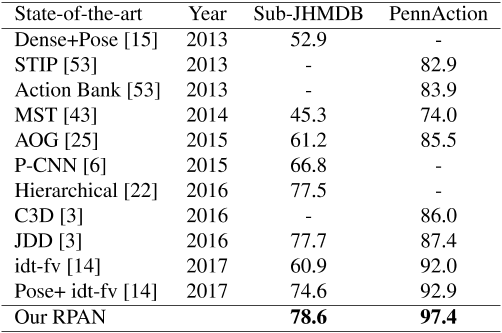 State-of-the-art Year Sub-JHMDB PennAction
Dense+Pose [15] 2013 52.9 -
STIP [53] 2013 - 82.9
Action Bank [53] 2013 - 83.9
MST [43] 2014 45.3 74.0
AOG [25] 2015 61.2 85.5
P-CNN [6] 2015 66.8 -
Hierarchical [22] 2016 77.5 -
C3D [3] 2016 - 86.0
JDD [3] 2016 77.7 87.4
idt-fv [14] 2017 60.9 92.0
Pose+ idt-fv [14] 2017 74.6 92.9
Our RPAN 78.6 97.4